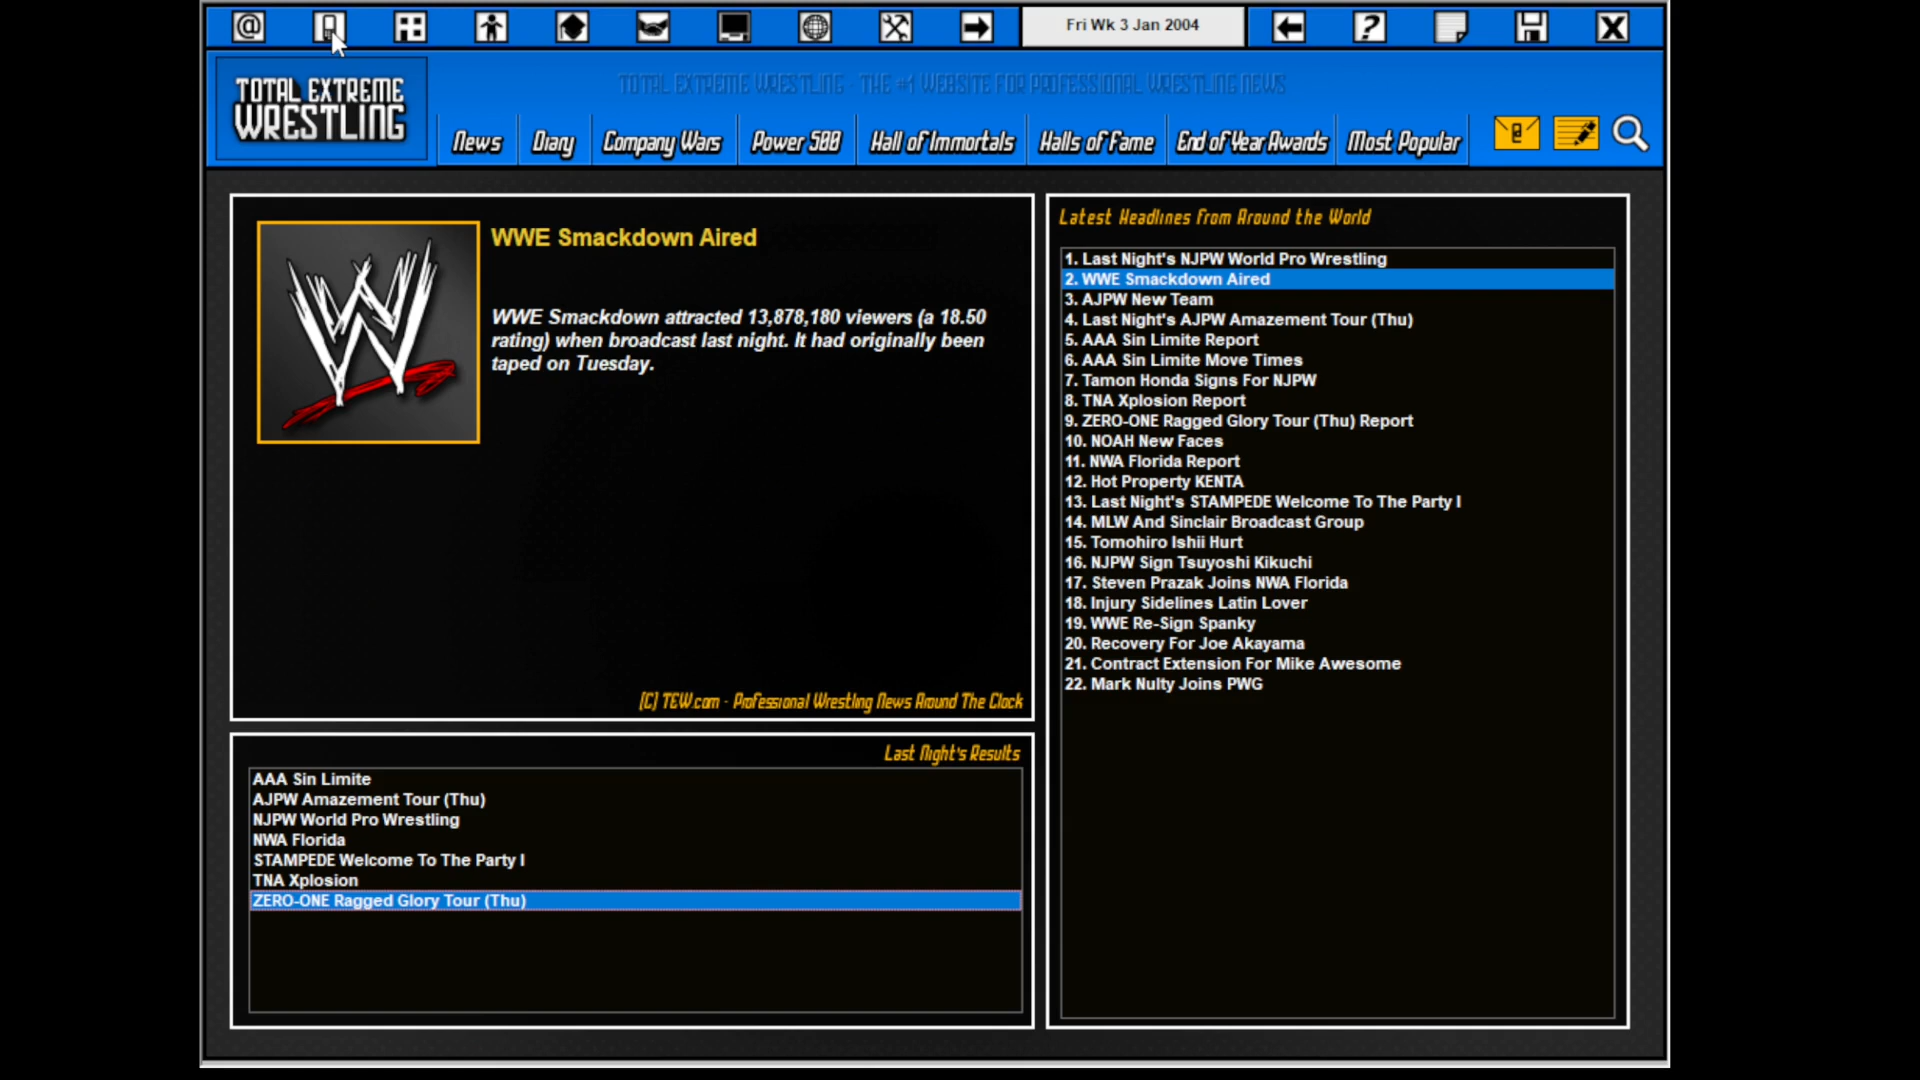 @
Fri Wk 3 Jan 2004
?
X
TOTAL EXTREME
WRESTLING
TOTAL EXTREME WRESTLING - THE #1 WEBSITE FOR PROFESSIONAL WRESTLING NEWS
News
Diary
Company Wars
Power 500
Hall of Immortals
Halls of Fame
End of Year Awards
Most Popular
WWE Smackdown Aired
WWE Smackdown attracted 13,878,180 viewers (a 18.50
rating) when broadcast last night. It had originally been
taped on Tuesday.
(C) TEW.com - Professional Wrestling News Around The Clock
Last Night's Results
AAA Sin Limite
AJPW Amazement Tour (Thu)
NJPW World Pro Wrestling
NWA Florida
STAMPEDE Welcome To The Party I
TNA Xplosion
ZERO-ONE Ragged Glory Tour (Thu)
Latest Headlines From Around the World
1. Last Night's NJPW World Pro Wrestling
2. WWE Smackdown Aired
3. AJPW New Team
4. Last Night's AJPW Amazement Tour (Thu)
5. AAA Sin Limite Report
6. AAA Sin Limite Move Times
7. Tamon Honda Signs For NJPW
8. TNA Xplosion Report
9. ZERO-ONE Ragged Glory Tour (Thu) Report
10. NOAH New Faces
11. NWA Florida Report
12. Hot Property KENTA
13. Last Night's STAMPEDE Welcome To The Party I
14. MLW And Sinclair Broadcast Group
15. Tomohiro Ishii Hurt
16. NJPW Sign Tsuyoshi Kikuchi
17. Steven Prazak Joins NWA Florida
18. Injury Sidelines Latin Lover
19. WWE Re-Sign Spanky
20. Recovery For Joe Akayama
21. Contract Extension For Mike Awesome
22. Mark Nulty Joins PWG